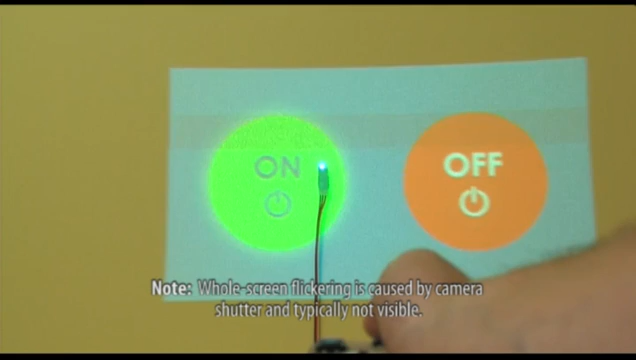 ON
OFF
Note: Whole-screen flickering is caused by camera
shutter and typically not visible.